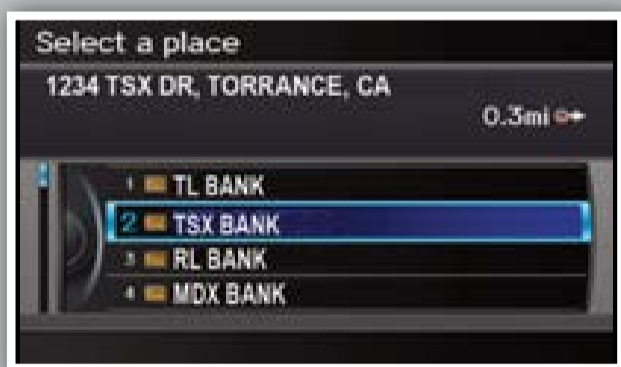 Select a place
1234 TSX DR, TORRANCE, CA
0.3mi
1 TL BANK
2 TSX BANK
3 RL BANK
4 MDX BANK